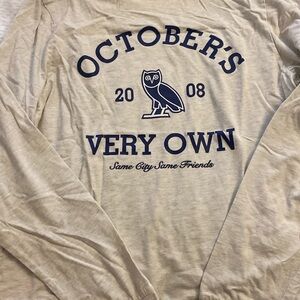 OCTOBER'S
20 08
VERY OWN
Same City Same Friends